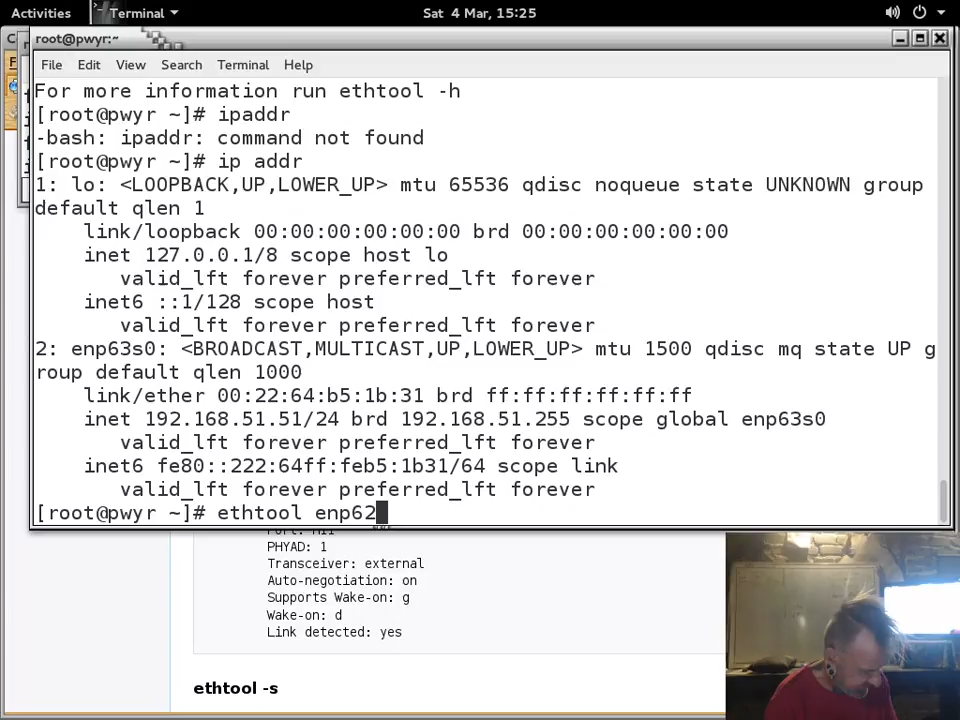 Activities
Terminal
Sat 4 Mar, 15:25
root@pwyr:~
File Edit View Search Terminal Help
For more information run ethtool -h
[root@pwyr ~]# ipaddr
-bash: ipaddr: command not found
[root@pwyr ~]# ip addr
1: lo: <LOOPBACK,UP,LOWER_UP> mtu 65536 qdisc noqueue state UNKNOWN group
default qlen 1
link/loopback 00:00:00:00:00:00 brd 00:00:00:00:00:00
inet 127.0.0.1/8 scope host lo
valid_lft forever preferred_lft forever
inet6 ::1/128 scope host
valid_lft forever preferred_lft forever
2: enp63s0: <BROADCAST,MULTICAST,UP,LOWER_UP> mtu 1500 qdisc mq state UP g
roup default qlen 1000
link/ether 00:22:64:b5:1b:31 brd ff:ff:ff:ff:ff:ff
inet 192.168.51.51/24 brd 192.168.51.255 scope global enp63s0
valid_lft forever preferred_lft forever
inet6 fe80::222:64ff:feb5:1b31/64 scope link
valid_lft forever preferred_lft forever
[root@pwyr ~]# ethtool enp62
PHYAD: 1
Transceiver: external
Auto-negotiation: on
Supports Wake-on: g
Wake-on: d
Link detected: yes
ethtool -s